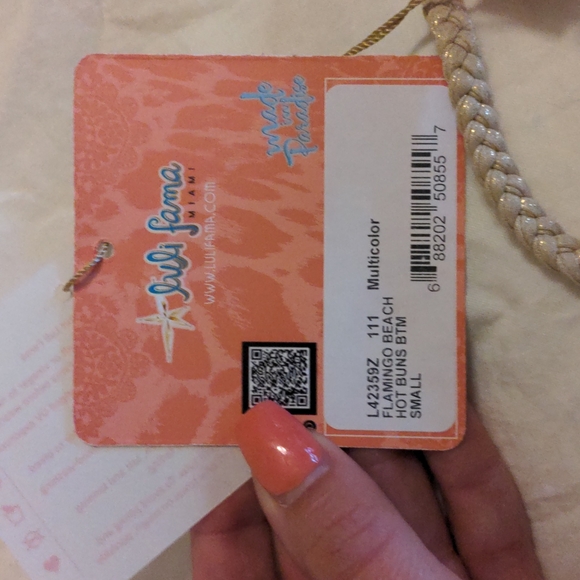 luli fama
MIAMI
www.LULIFAMA.com
made
in
Paradise
L42359Z 111 Multicolor
FLAMINGO BEACH
HOT BUNS BTM
SMALL
6 88202 50855 7